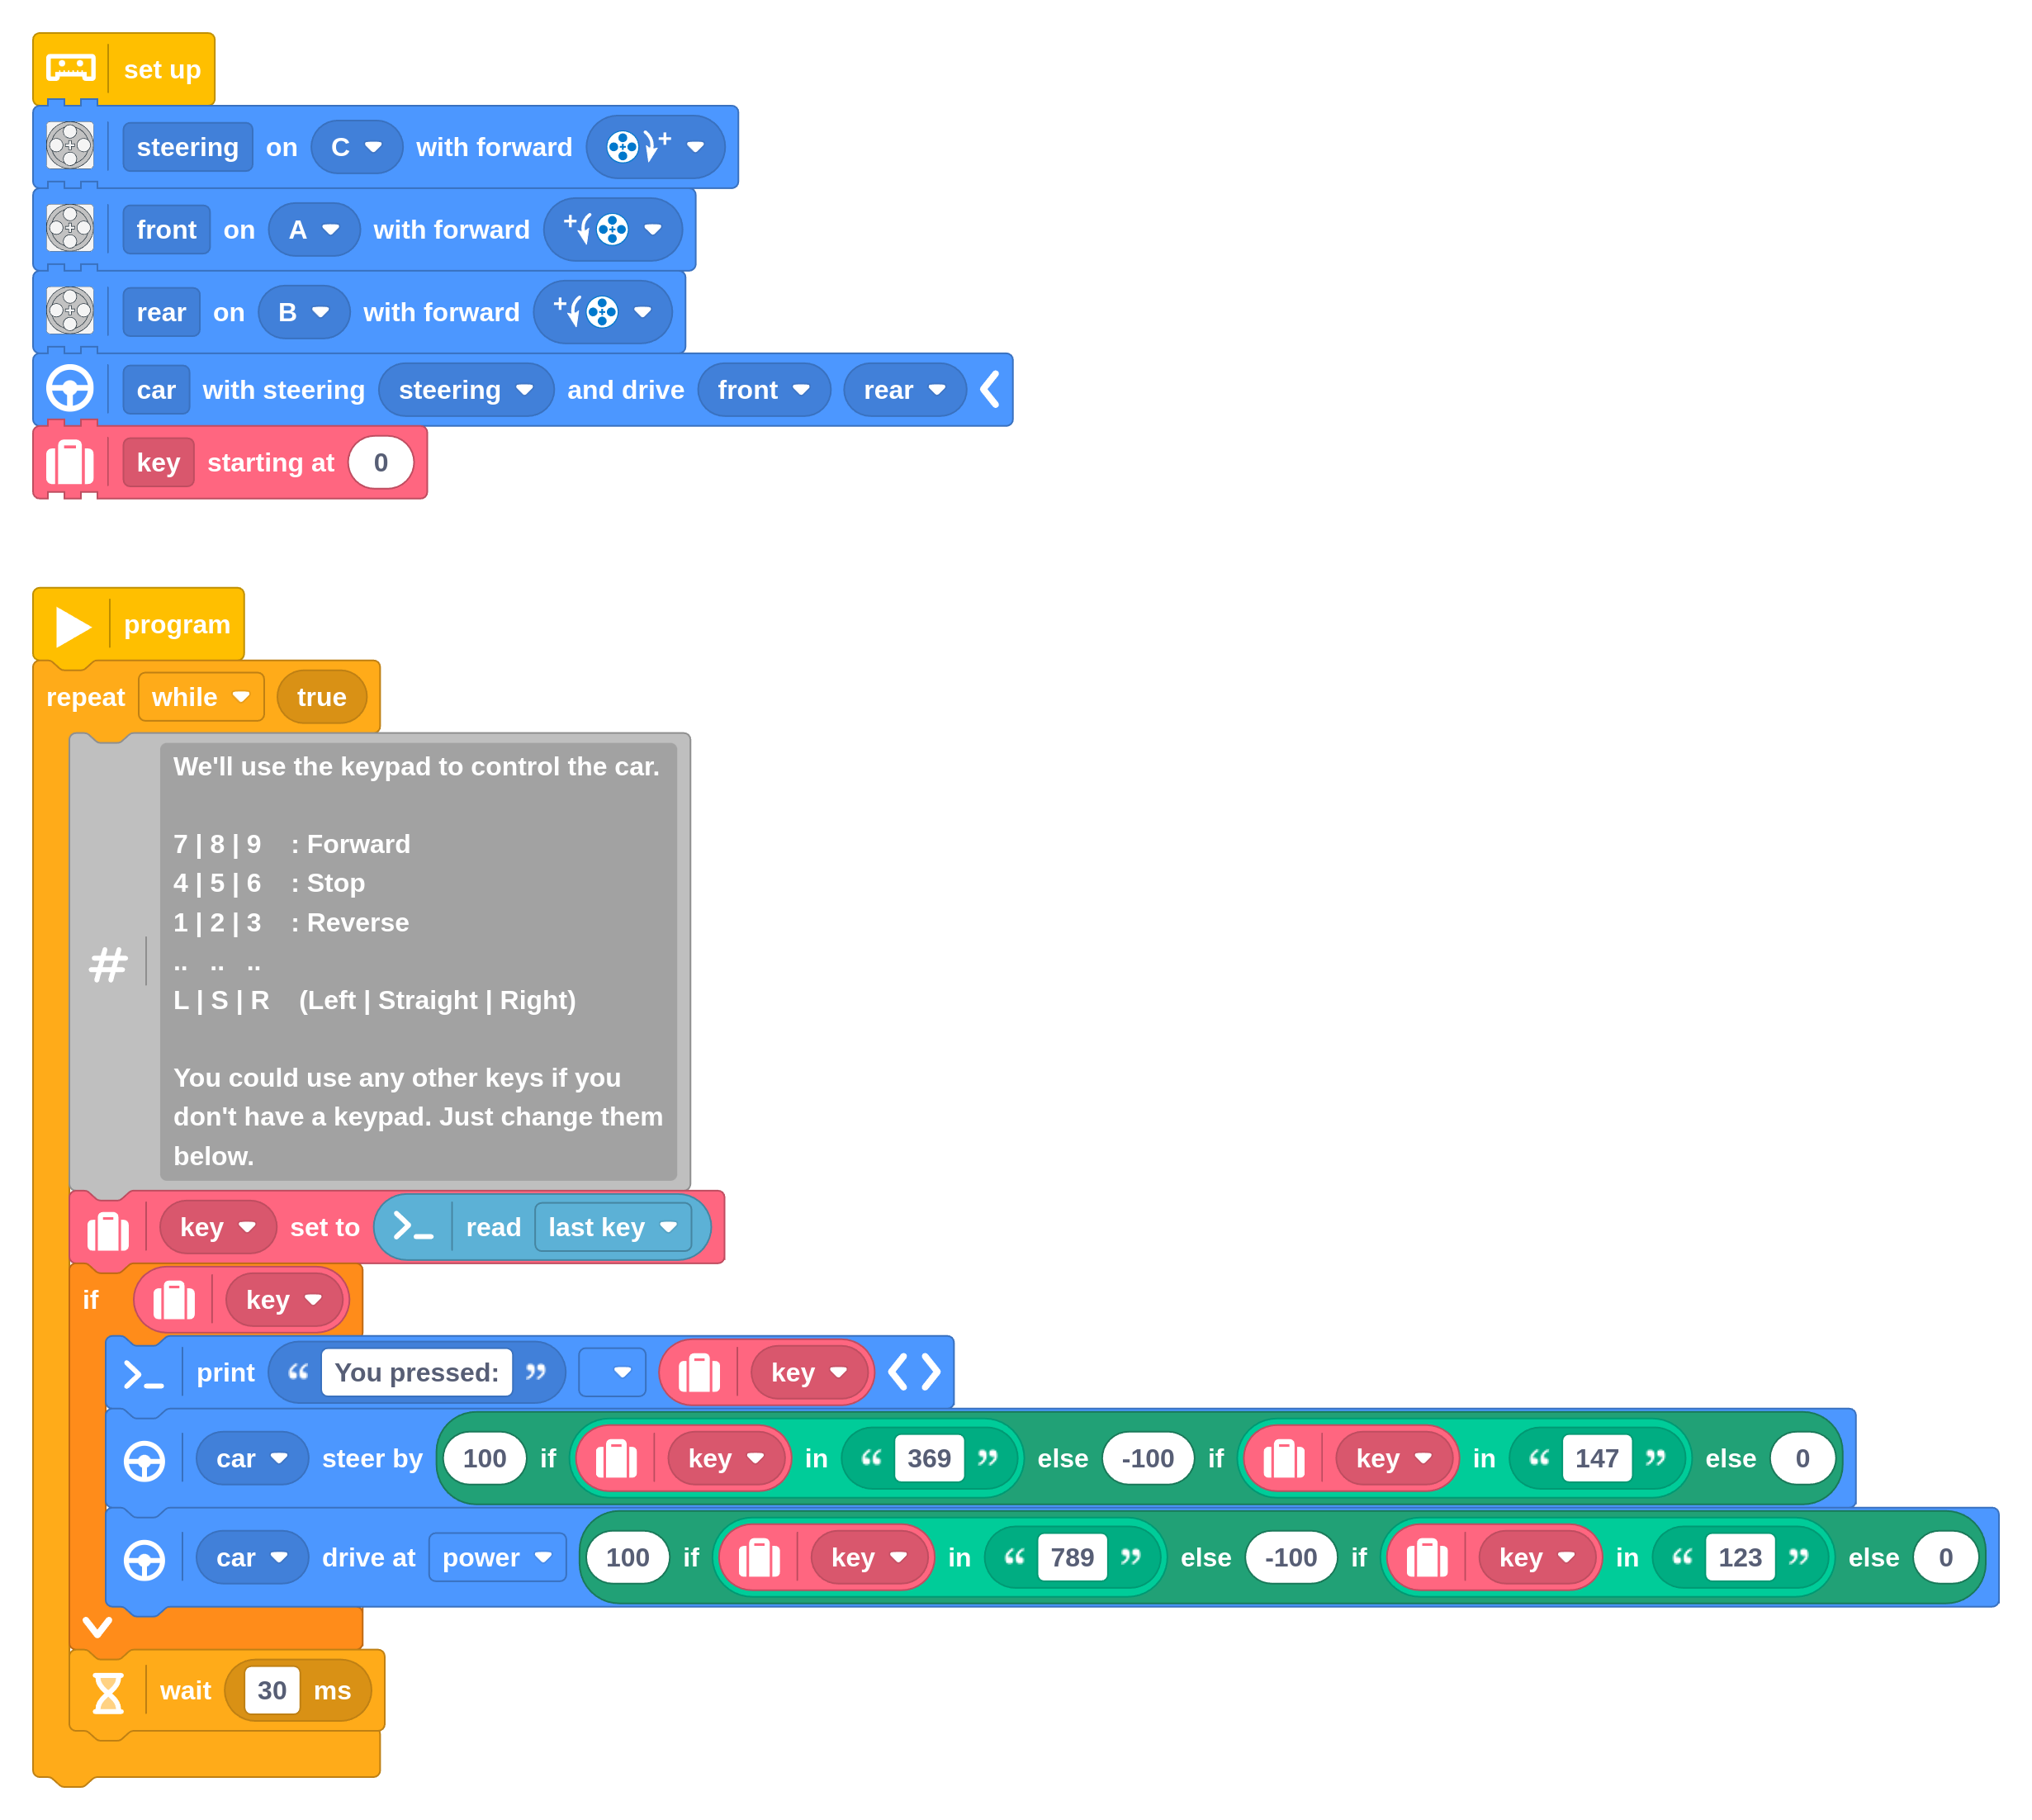 set up
steering on C with forward +
front on A with forward +
rear on B with forward +
car with steering steering and drive front rear
key starting at 0
program
repeat while true
We'll use the keypad to control the car.
7 | 8 | 9 : Forward
4 | 5 | 6 : Stop
1 | 2 | 3 : Reverse
.. .. ..
L | S | R (Left | Straight | Right)
You could use any other keys if you
don't have a keypad. Just change them
below.
key set to read last key
if key
print “ You pressed: ” key
car steer by 100 if key in “ 369 ” else -100 if key in “ 147 ” else 0
car drive at power 100 if key in “ 789 ” else -100 if key in “ 123 ” else 0
wait 30 ms